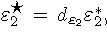 ε₂★ = d_{ε₂} ε₂*,